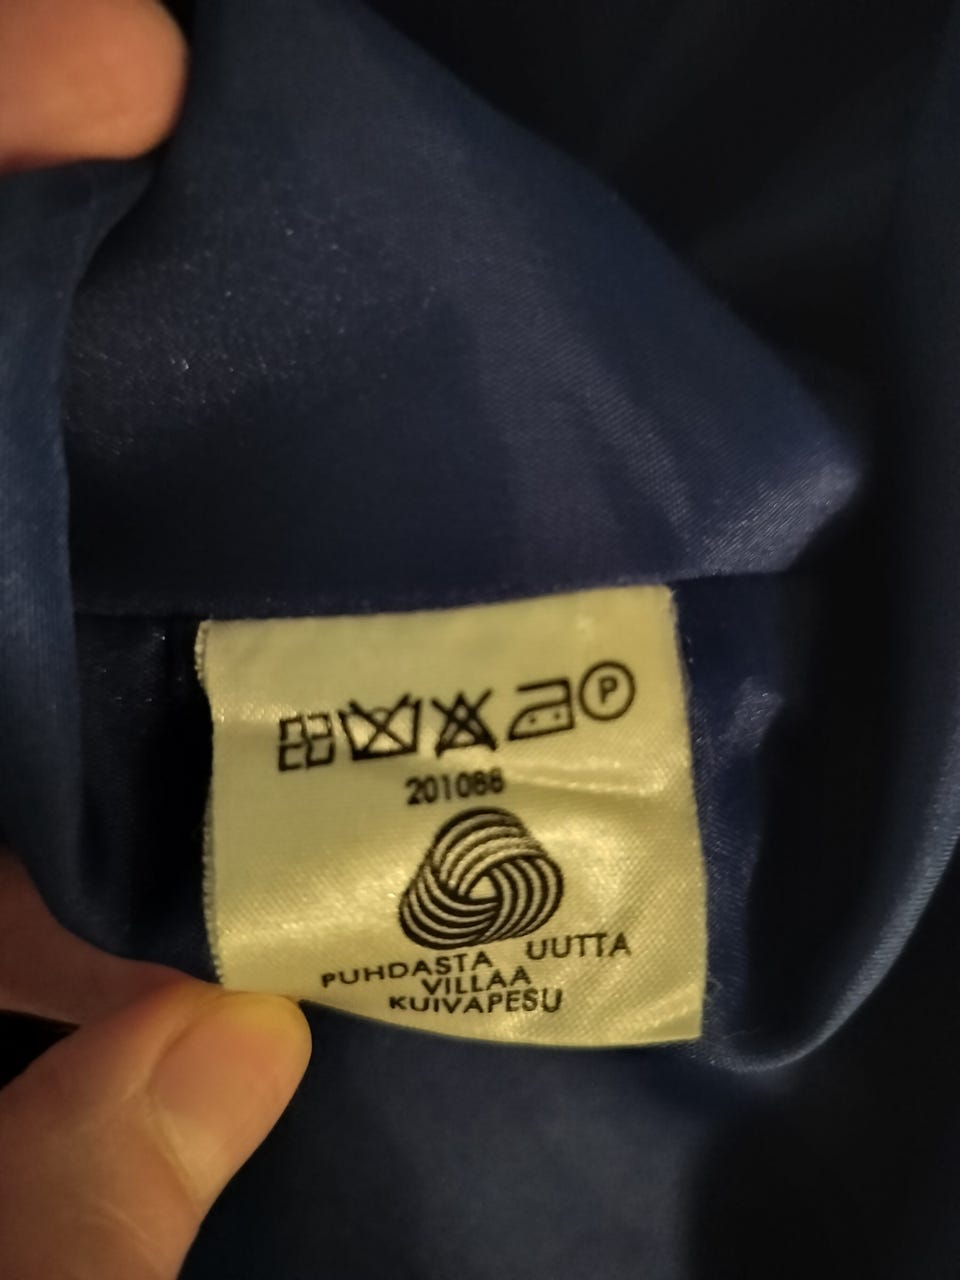 P
201088
PUHDASTA UUTTA
VILLAA
KUIVAPESU